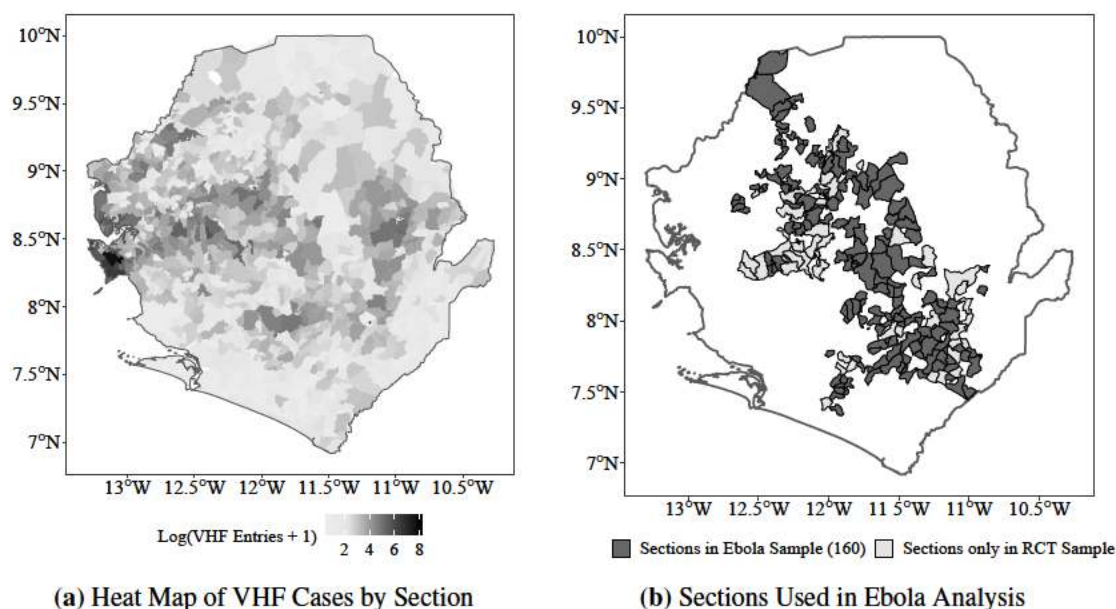 10°N
9.5°N
9°N
8.5°N
8°N
7.5°N
7°N
13°W 12.5°W 12°W 11.5°W 11°W 10.5°W
Log(VHF Entries + 1)
2 4 6 8
(a) Heat Map of VHF Cases by Section
10°N
9.5°N
9°N
8.5°N
8°N
7.5°N
7°N
13°W 12.5°W 12°W 11.5°W 11°W 10.5°W
Sections in Ebola Sample (160) Sections only in RCT Sample
(b) Sections Used in Ebola Analysis